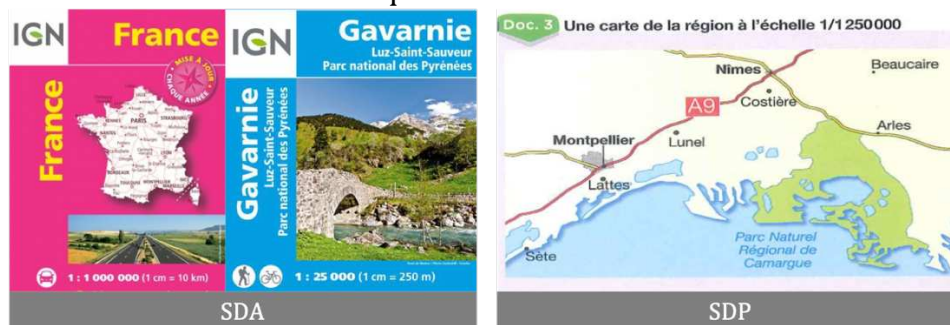 IGN
France
MISE À JOUR
CHAQUE ANNÉE
France
PARIS
1 : 1 000 000 (1 cm = 10 km)
IGN
Gavarnie
Luz-Saint-Sauveur
Parc national des Pyrénées
Gavarnie
Luz-Saint-Sauveur
Parc national des Pyrénées
1 : 25 000 (1 cm = 250 m)
SDA
Doc. 3 Une carte de la région à l'échelle 1/1 250 000
Beaucaire
Nîmes
Costière
A9
Arles
Montpellier
Lunel
Lattes
Parc Naturel
Régional de
Camargue
Sète
SDP